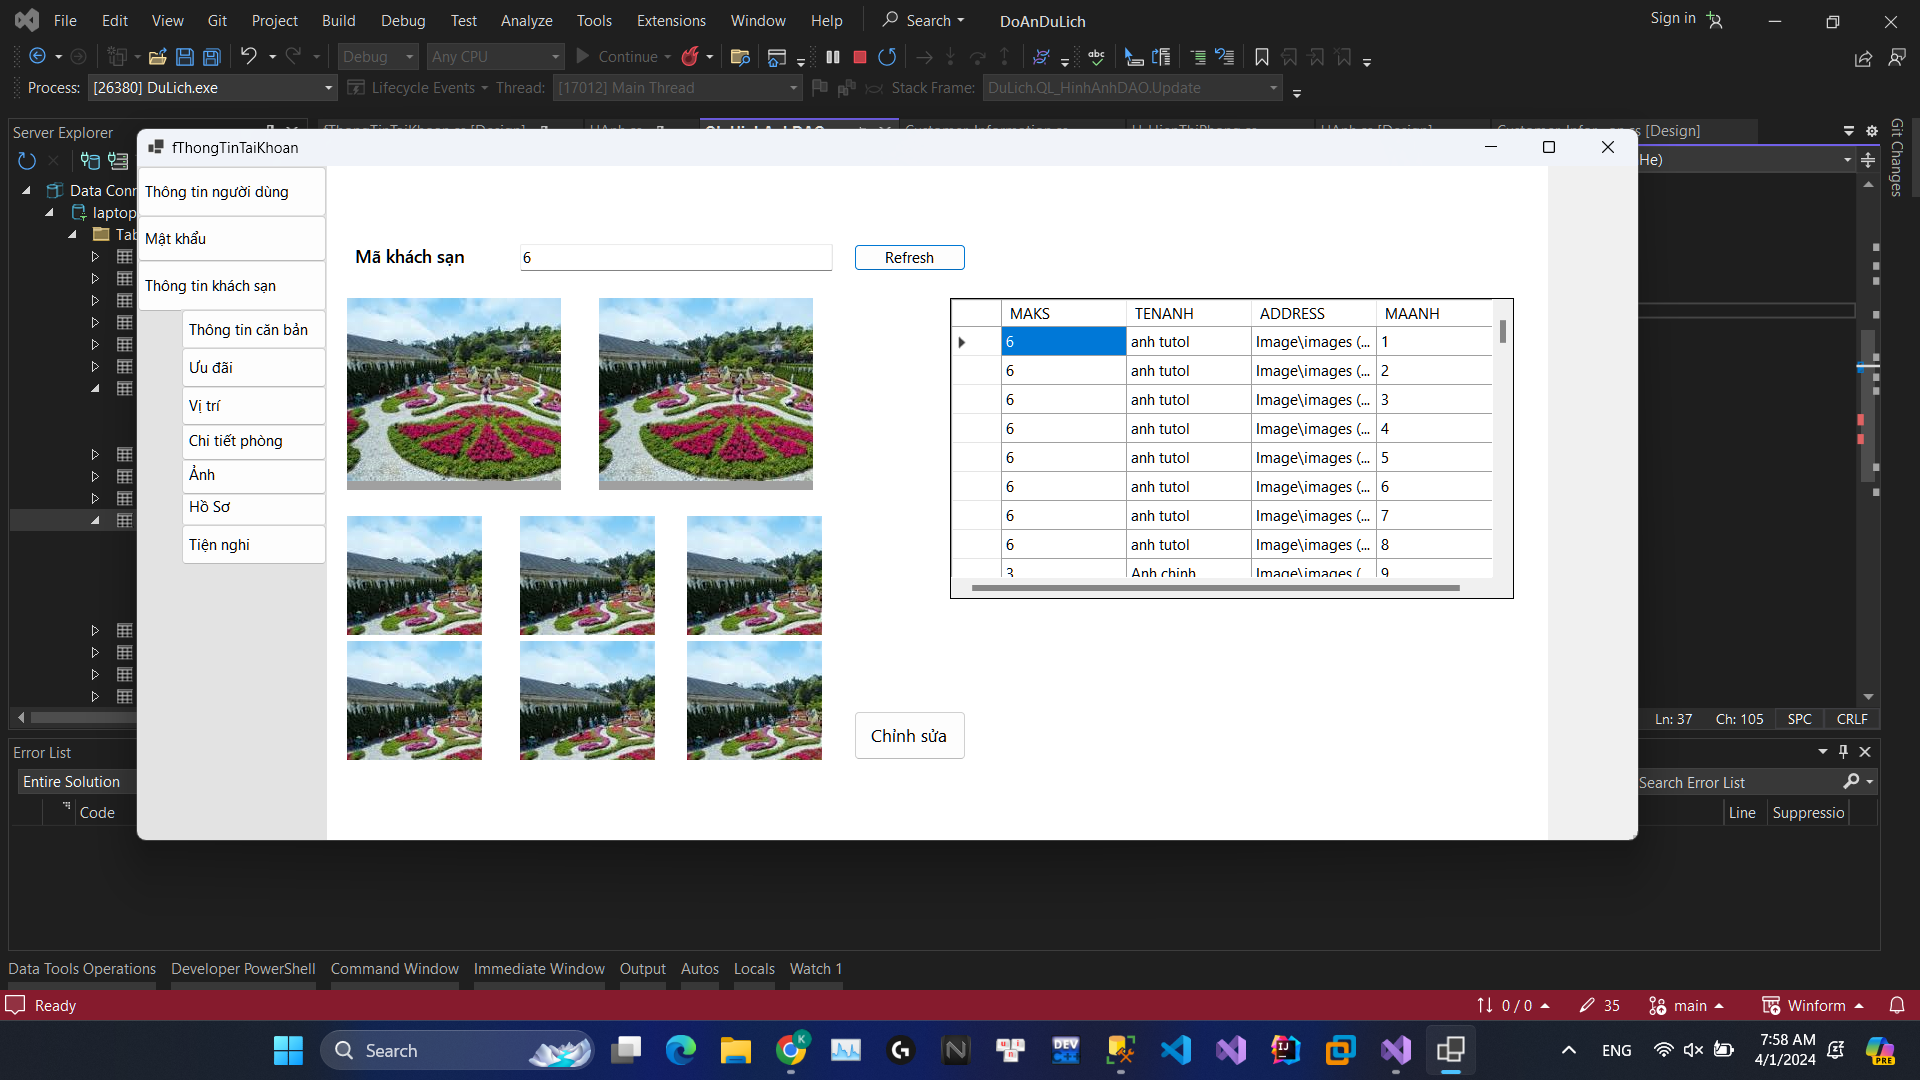 File Edit View Git Project Build Debug Test Analyze Tools Extensions Window Help Search DoAnDuLich Sign in
Debug Any CPU Continue
Process: [26380] DuLich.exe Lifecycle Events Thread: [17012] Main Thread Stack Frame: DuLich.QL_HinhAnhDAO.Update
Server Explorer
[Design]
fThongTinTaiKhoan
He)
Git Changes
Data Conn
laptop
Tab
Thông tin người dùng
Mật khẩu
Thông tin khách sạn
Thông tin căn bản
Ưu đãi
Vị trí
Chi tiết phòng
Ảnh
Hồ Sơ
Tiện nghi
Mã khách sạn 6 Refresh
MAKS TENANH ADDRESS MAANH
6 anh tutol Image\images (... 1
6 anh tutol Image\images (... 2
6 anh tutol Image\images (... 3
6 anh tutol Image\images (... 4
6 anh tutol Image\images (... 5
6 anh tutol Image\images (... 6
6 anh tutol Image\images (... 7
6 anh tutol Image\images (... 8
3 Anh chinh Image\images (... 9
Chỉnh sửa
Ln: 37 Ch: 105 SPC CRLF
Error List
Entire Solution
Search Error List
Code
Line Suppressio
Data Tools Operations Developer PowerShell Command Window Immediate Window Output Autos Locals Watch 1
Ready
0 / 0 35 main Winform
Search
DEV
C++
ENG
7:58 AM
4/1/2024
PRE